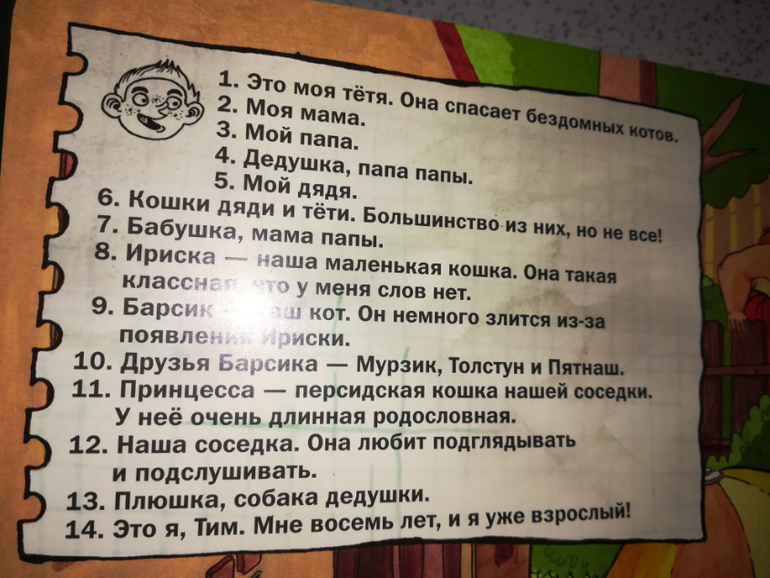 1. Это моя тётя. Она спасает бездомных котов.
2. Моя мама.
3. Мой папа.
4. Дедушка, папа папы.
5. Мой дядя.
6. Кошки дяди и тёти. Большинство из них, но не все!
7. Бабушка, мама папы.
8. Ириска — наша маленькая кошка. Она такая
классная, что у меня слов нет.
9. Барсик — наш кот. Он немного злится из-за
появления Ириски.
10. Друзья Барсика — Мурзик, Толстун и Пятнаш.
11. Принцесса — персидская кошка нашей соседки.
У неё очень длинная родословная.
12. Наша соседка. Она любит подглядывать
и подслушивать.
13. Плюшка, собака дедушки.
14. Это я, Тим. Мне восемь лет, и я уже взрослый!